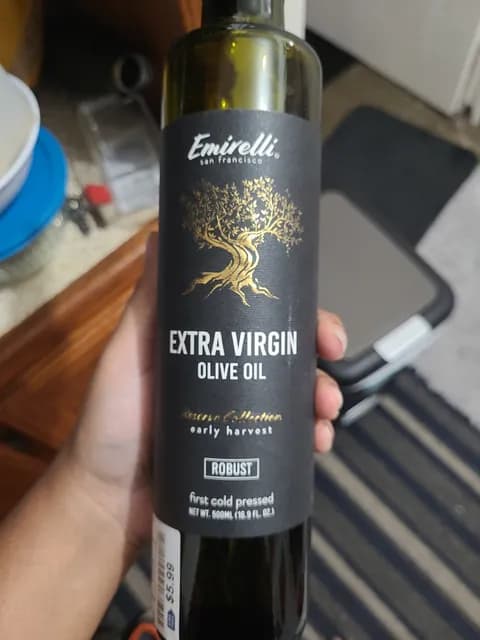 Emirelli®
san francisco
EXTRA VIRGIN
OLIVE OIL
Reserve Collection
early harvest
ROBUST
first cold pressed
NET WT. 500ML (16.9 FL. OZ.)
$5.99